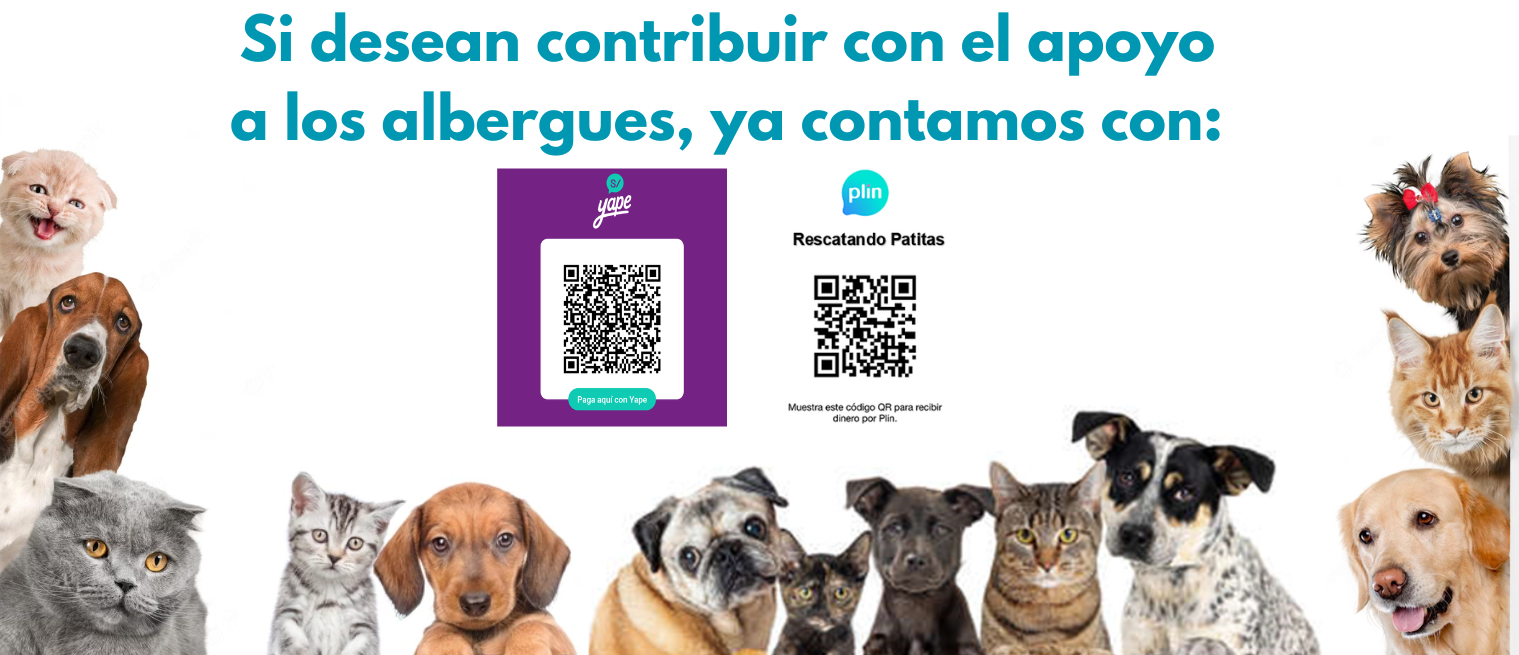 Si desean contribuir con el apoyo
a los albergues, ya contamos con:
S/
yape
Paga aquí con Yape
plin
Rescatando Patitas
Muestra este código QR para recibir
dinero por Plin.